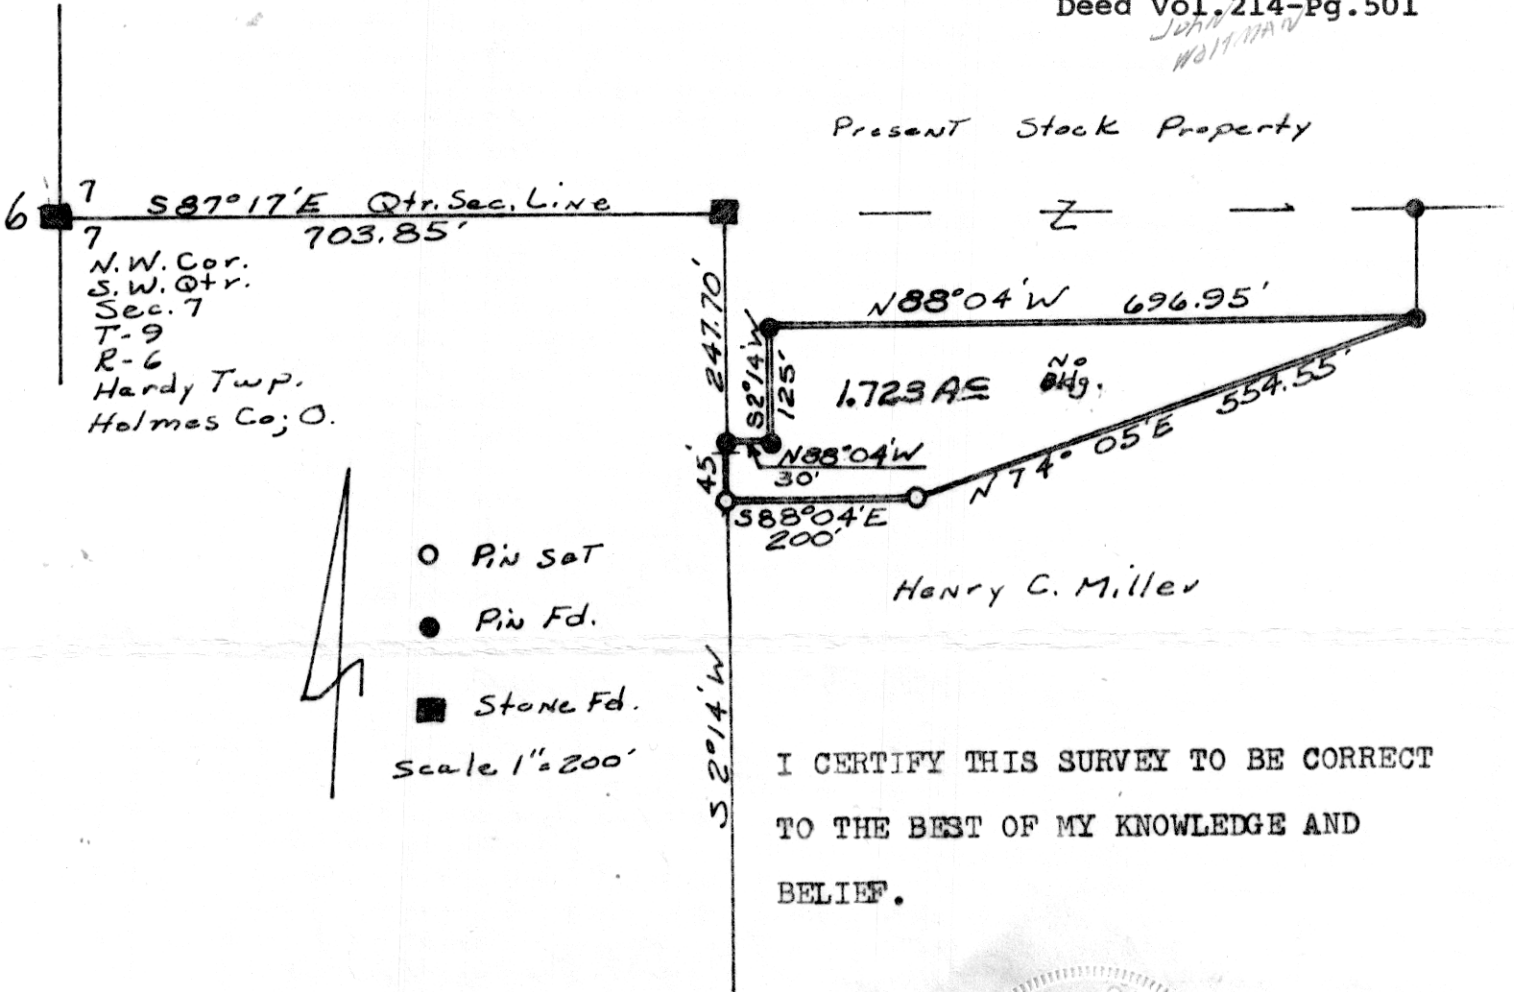 Deed Vol.214-Pg.501
John
WAITMAN
Present Stock Property
6
7
S87°17'E Qtr. Sec. Line
703.85'
7
N.W. Cor.
S.W. Qtr.
Sec. 7
T-9
R-6
Hardy Twp.
Holmes Co; O.
247.70'
N88°04'W 696.95'
S2°14'W
125'
1.723 Ac
No
Bldg.
554.55'
N74°05'E
45'
N88°04'W
30'
S88°04'E
200'
Henry C. Miller
Pin Set
Pin Fd.
Stone Fd.
Scale 1"=200'
S2°14'W
I CERTIFY THIS SURVEY TO BE CORRECT
TO THE BEST OF MY KNOWLEDGE AND
BELIEF.